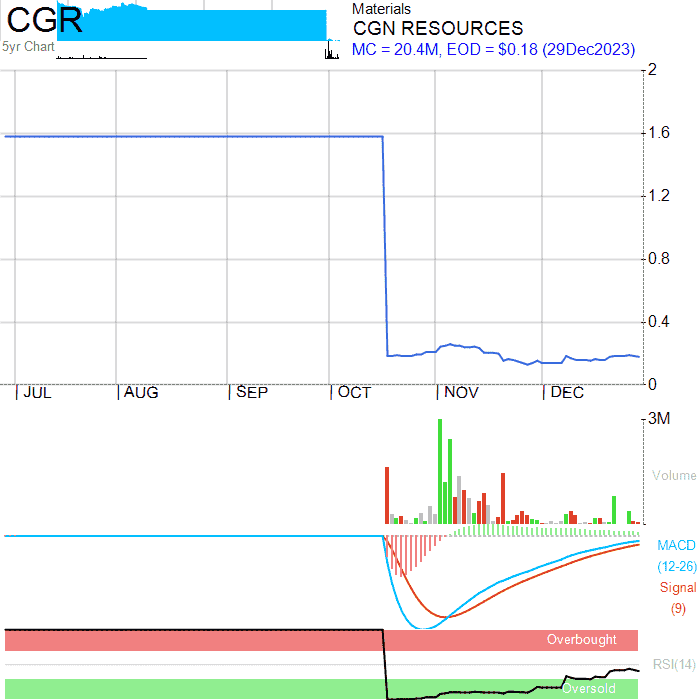 CGR
5yr Chart
Materials
CGN RESOURCES
MC = 20.4M, EOD = $0.18 (29Dec2023)
2
1.6
1.2
0.8
0.4
0
JUL AUG SEP OCT NOV DEC
3M
Volume
MACD
(12-26)
Signal
(9)
Overbought
RSI(14)
Oversold